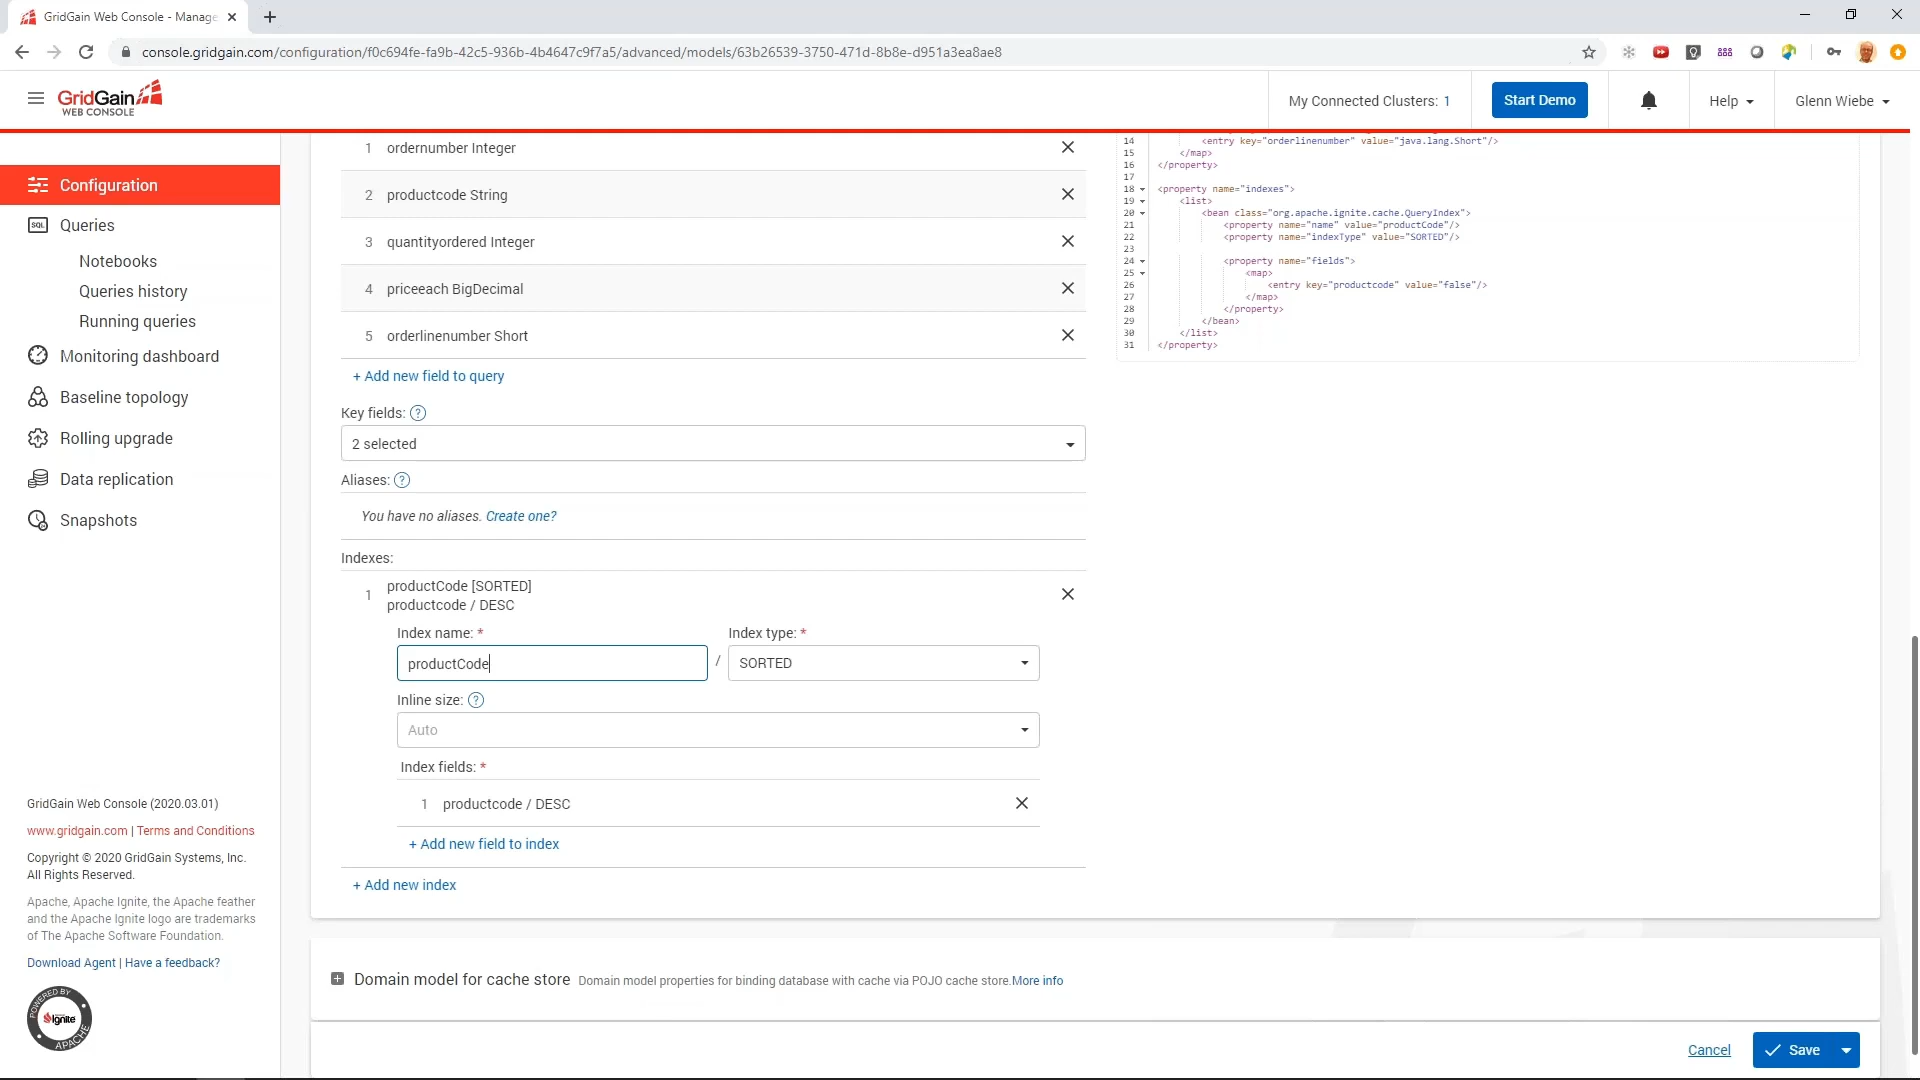 GridGain Web Console - Manage
console.gridgain.com/configuration/f0c694fe-fa9b-42c5-936b-4b4647c9f7a5/advanced/models/63b26539-3750-471d-8b8e-d951a3ea8ae8
GridGain
WEB CONSOLE
My Connected Clusters: 1
Start Demo
Help
Glenn Wiebe
Configuration
Queries
SQL
Notebooks
Queries history
Running queries
Monitoring dashboard
Baseline topology
Rolling upgrade
Data replication
Snapshots
GridGain Web Console (2020.03.01)
www.gridgain.com | Terms and Conditions
Copyright © 2020 GridGain Systems, Inc.
All Rights Reserved.
Apache, Apache Ignite, the Apache feather
and the Apache Ignite logo are trademarks
of The Apache Software Foundation.
Download Agent | Have a feedback?
POWERED BY
Ignite
APACHE
1 ordernumber Integer
2 productcode String
3 quantityordered Integer
4 priceeach BigDecimal
5 orderlinenumber Short
+ Add new field to query
Key fields: ?
2 selected
Aliases: ?
You have no aliases. Create one?
Indexes:
1 productCode [SORTED]
productcode / DESC
Index name: * Index type: *
productCode / SORTED
Inline size: ?
Auto
Index fields: *
1 productcode / DESC
+ Add new field to index
+ Add new index
14 <entry key="orderlinenumber" value="java.lang.Short"/>
15 </map>
16 </property>
17
18 <property name="indexes">
19 <list>
20 <bean class="org.apache.ignite.cache.QueryIndex">
21 <property name="name" value="productCode"/>
22 <property name="indexType" value="SORTED"/>
23
24 <property name="fields">
25 <map>
26 <entry key="productcode" value="false"/>
27 </map>
28 </property>
29 </bean>
30 </list>
31 </property>
Domain model for cache store Domain model properties for binding database with cache via POJO cache store.More info
Cancel
Save